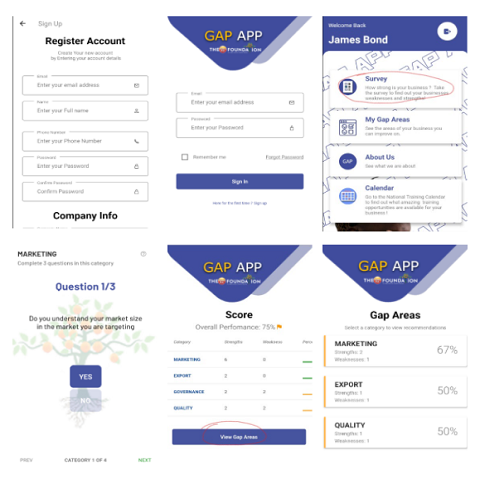 Sign Up
Register Account
Create Your new account
by Entering your account details
Email
Enter your email address
Name
Enter your Full name
Phone Number
Enter your Phone Number
Password
Enter your Password
Confirm Password
Confirm Password
Company Info
GAP APP
THE FOUNDATION
Email
Enter your email address
Password
Enter your Password
Remember me
Forgot Password
Sign In
Here for the first time? Sign up
Welcome Back
James Bond
Survey
How strong is your business? Take
the survey to find out your businesses
weaknesses and strengths!
My Gap Areas
See the areas of your business you
can improve on.
GAP
About Us
See what we are about!
Calendar
Go to the National Training Calendar
to find out what amazing training
opportunities are available for your
business!
MARKETING
Complete 3 questions in this category
Question 1/3
Do you understand your market size
in the market you are targeting
YES
NO
PREV
CATEGORY 1 OF 4
NEXT
GAP APP
THE FOUNDATION
Score
Overall Perfomance: 75%
Category Strengths Weakness
MARKETING 6 0
EXPORT 2 0
GOVERNANCE 2 2
QUALITY 2 2
View Gap Areas
GAP APP
THE FOUNDATION
Gap Areas
Select a category to view recommendations
MARKETING
Strengths: 2
Weaknesses: 1
67%
EXPORT
Strengths: 1
Weaknesses: 1
50%
QUALITY
Strengths: 1
Weaknesses: 1
50%